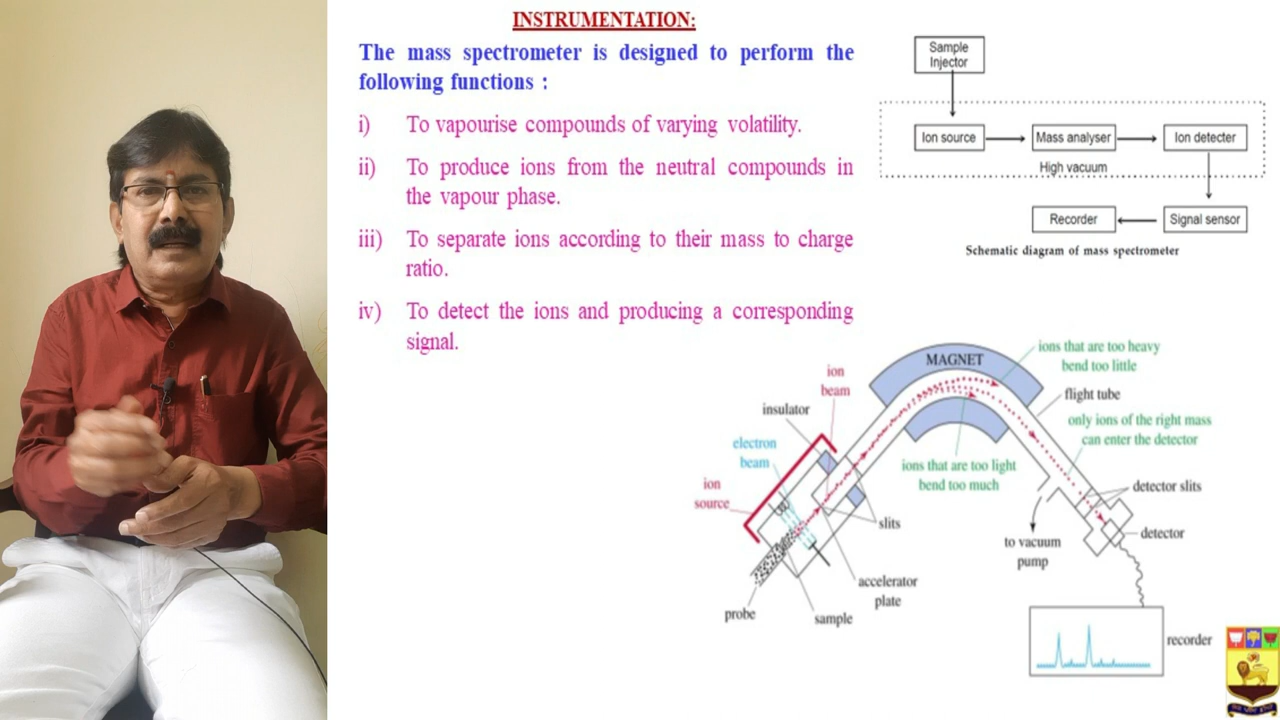 INSTRUMENTATION:
The mass spectrometer is designed to perform the
following functions :
i) To vapourise compounds of varying volatility.
ii) To produce ions from the neutral compounds in
the vapour phase.
iii) To separate ions according to their mass to charge
ratio.
iv) To detect the ions and producing a corresponding
signal.
Sample
Injector
Ion source
Mass analyser
Ion detecter
High vacuum
Recorder
Signal sensor
Schematic diagram of mass spectrometer
MAGNET
ions that are too heavy
bend too little
flight tube
only ions of the right mass
can enter the detector
ion
beam
insulator
electron
beam
ion
source
ions that are too light
bend too much
detector slits
slits
detector
to vacuum
pump
accelerator
plate
probe
sample
recorder